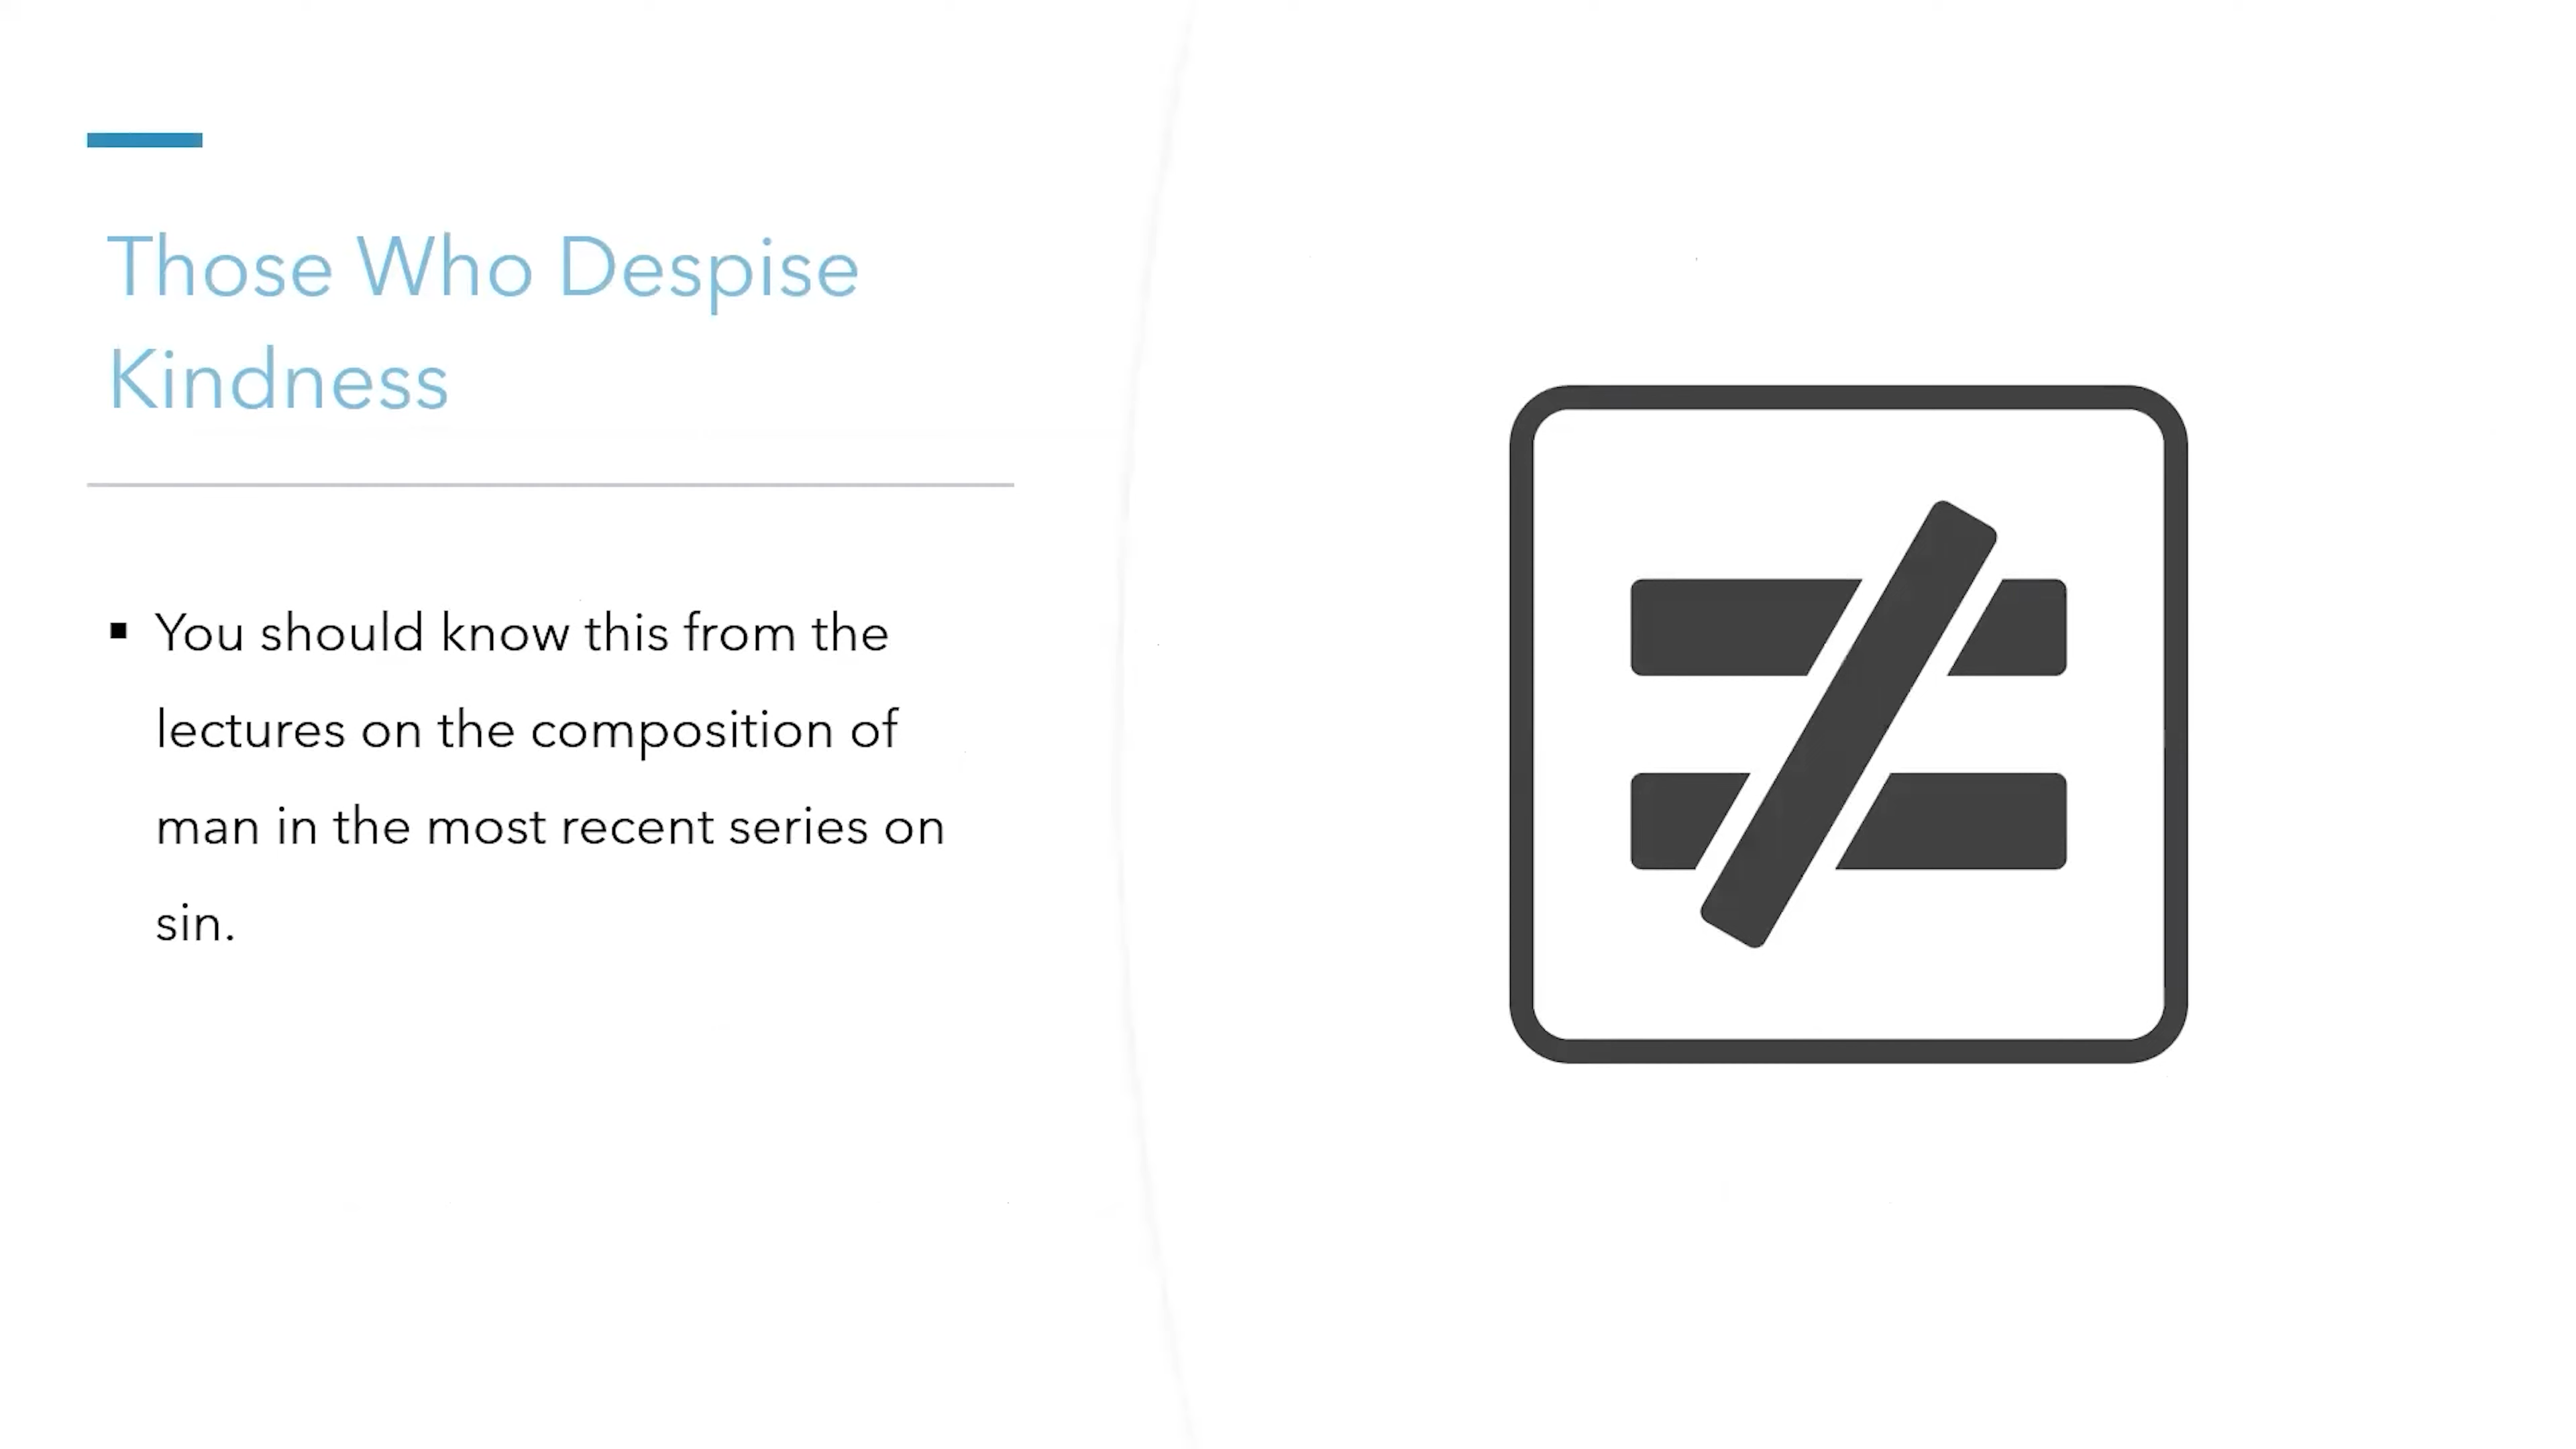 Those Who Despise
Kindness
▪ You should know this from the
lectures on the composition of
man in the most recent series on
sin.